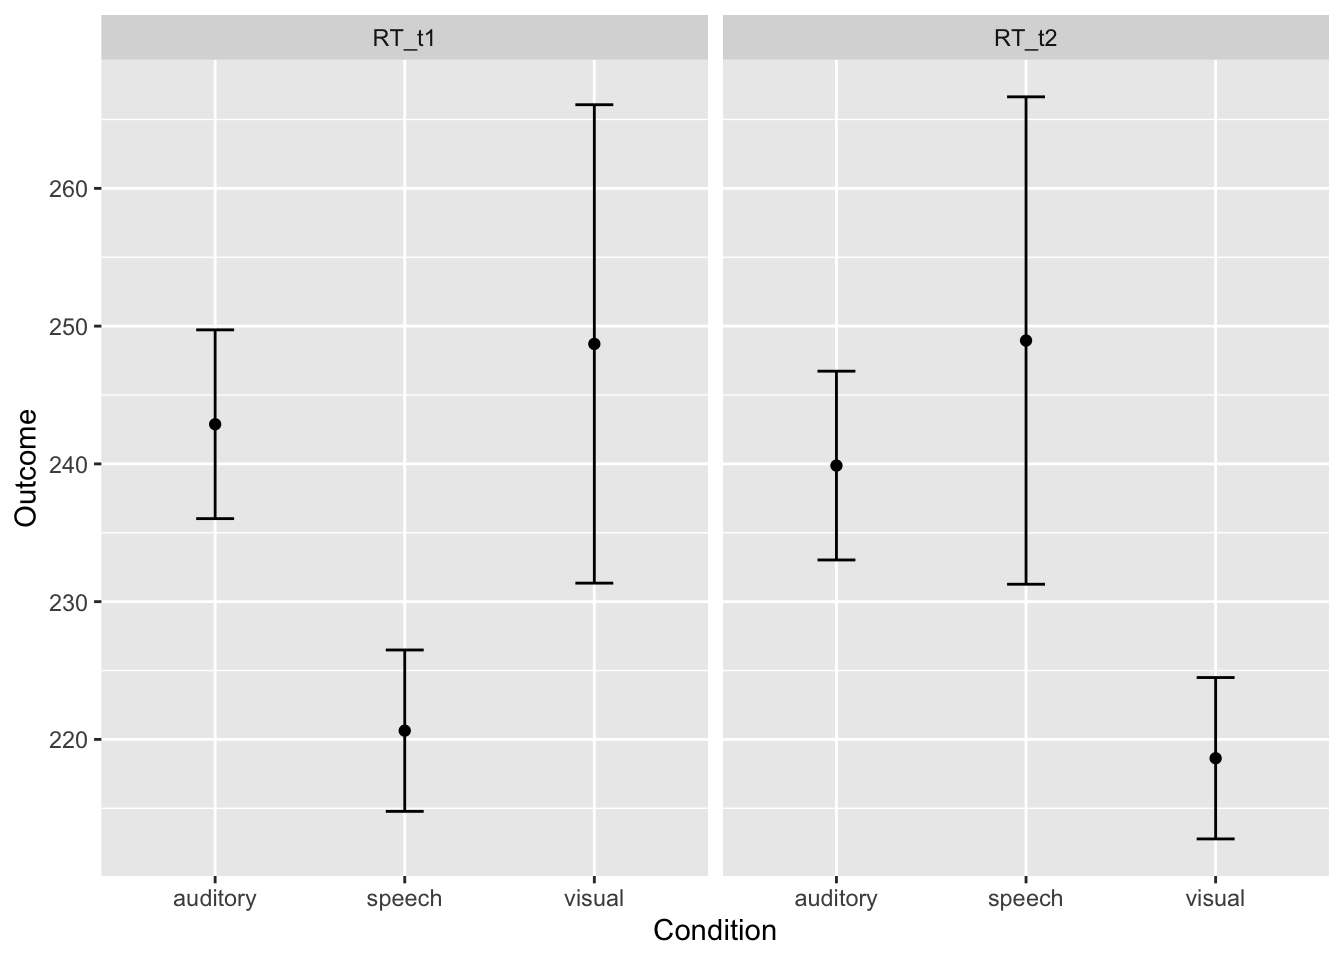 RT_t1
RT_t2
Outcome
260
250
240
230
220
auditory speech visual
auditory speech visual
Condition